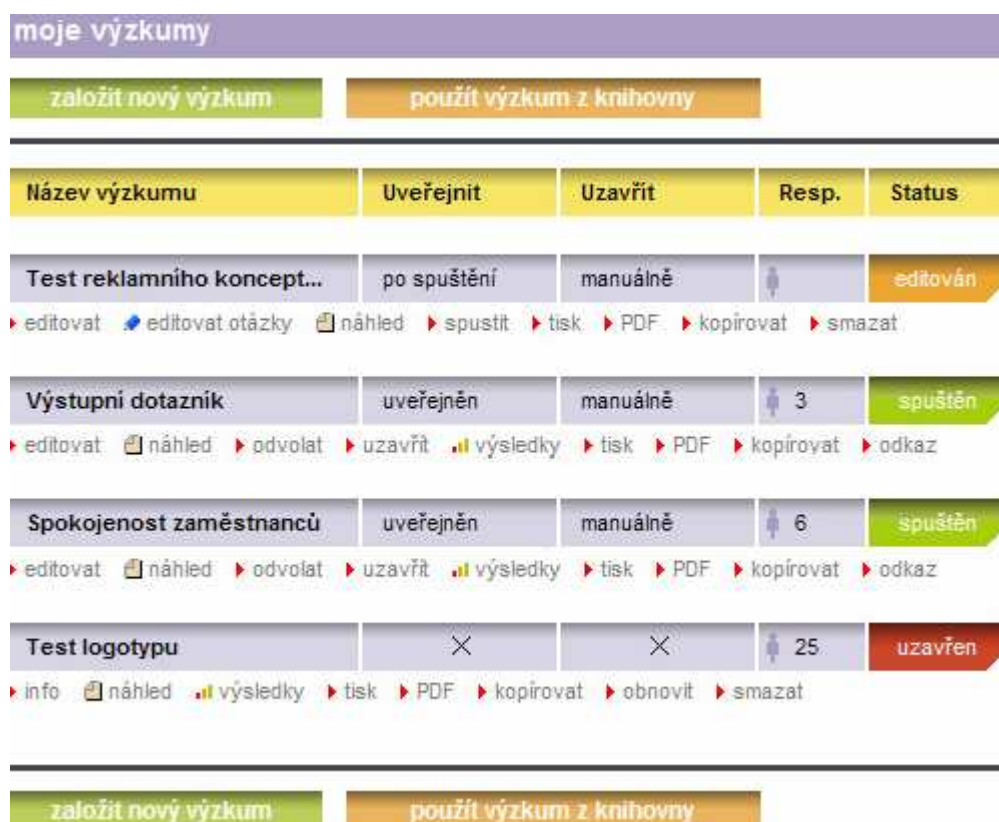 moje výzkumy
založit nový výzkum použít výzkum z knihovny
Název výzkumu Uveřejnit Uzavřít Resp. Status
Test reklamního koncept... po spuštění manuálně editován
editovat editovat otázky náhled spustit tisk PDF kopírovat smazat
Výstupní dotazník uveřejněn manuálně 3 spuštěn
editovat náhled odvolat uzavřít výsledky tisk PDF kopírovat odkaz
Spokojenost zaměstnanců uveřejněn manuálně 6 spuštěn
editovat náhled odvolat uzavřít výsledky tisk PDF kopírovat odkaz
Test logotypu 25 uzavřen
info náhled výsledky tisk PDF kopírovat obnovit smazat
založit nový výzkum použít výzkum z knihovny